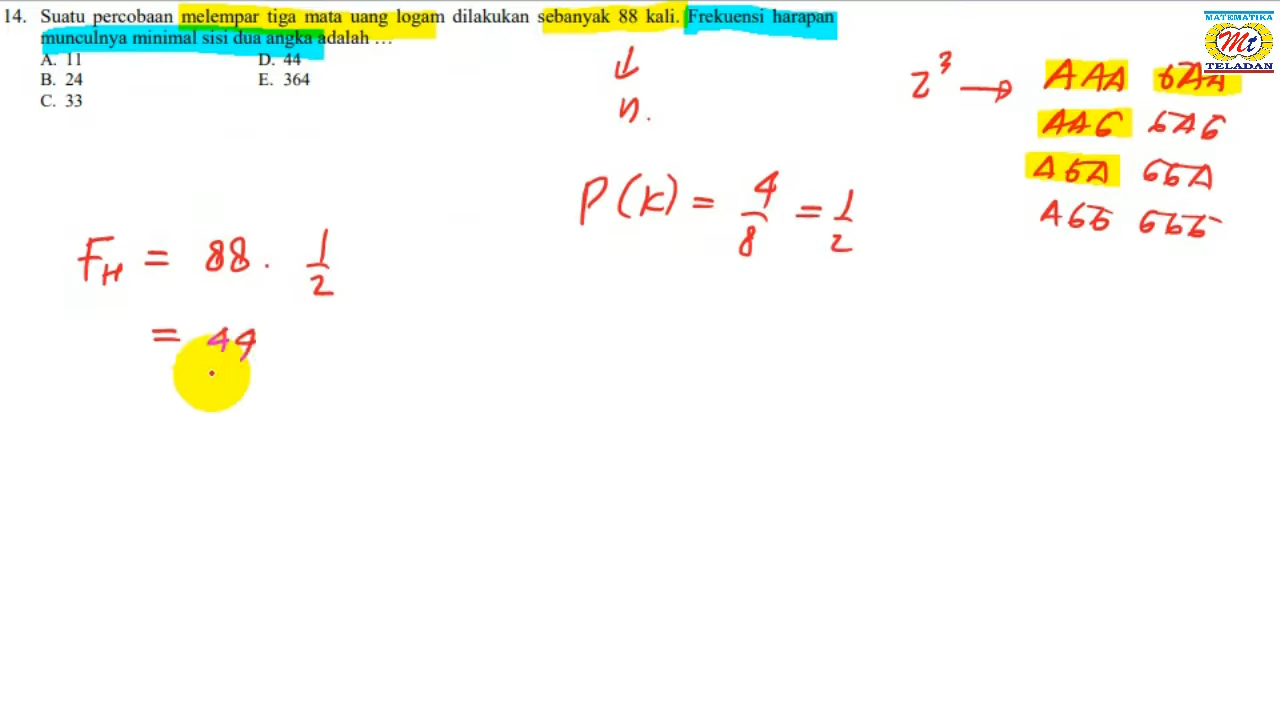 14. Suatu percobaan melempar tiga mata uang logam dilakukan sebanyak 88 kali. Frekuensi harapan
munculnya minimal sisi dua angka adalah …
A. 11 D. 44
B. 24 E. 364
C. 33
MATEMATIKA
Mt
TELADAN
n.
2³ → AAA GAA
AAG GAG
AGA GGA
AGG GGG
P(K) = 4/8 = 1/2
FH = 88 . 1/2
= 44